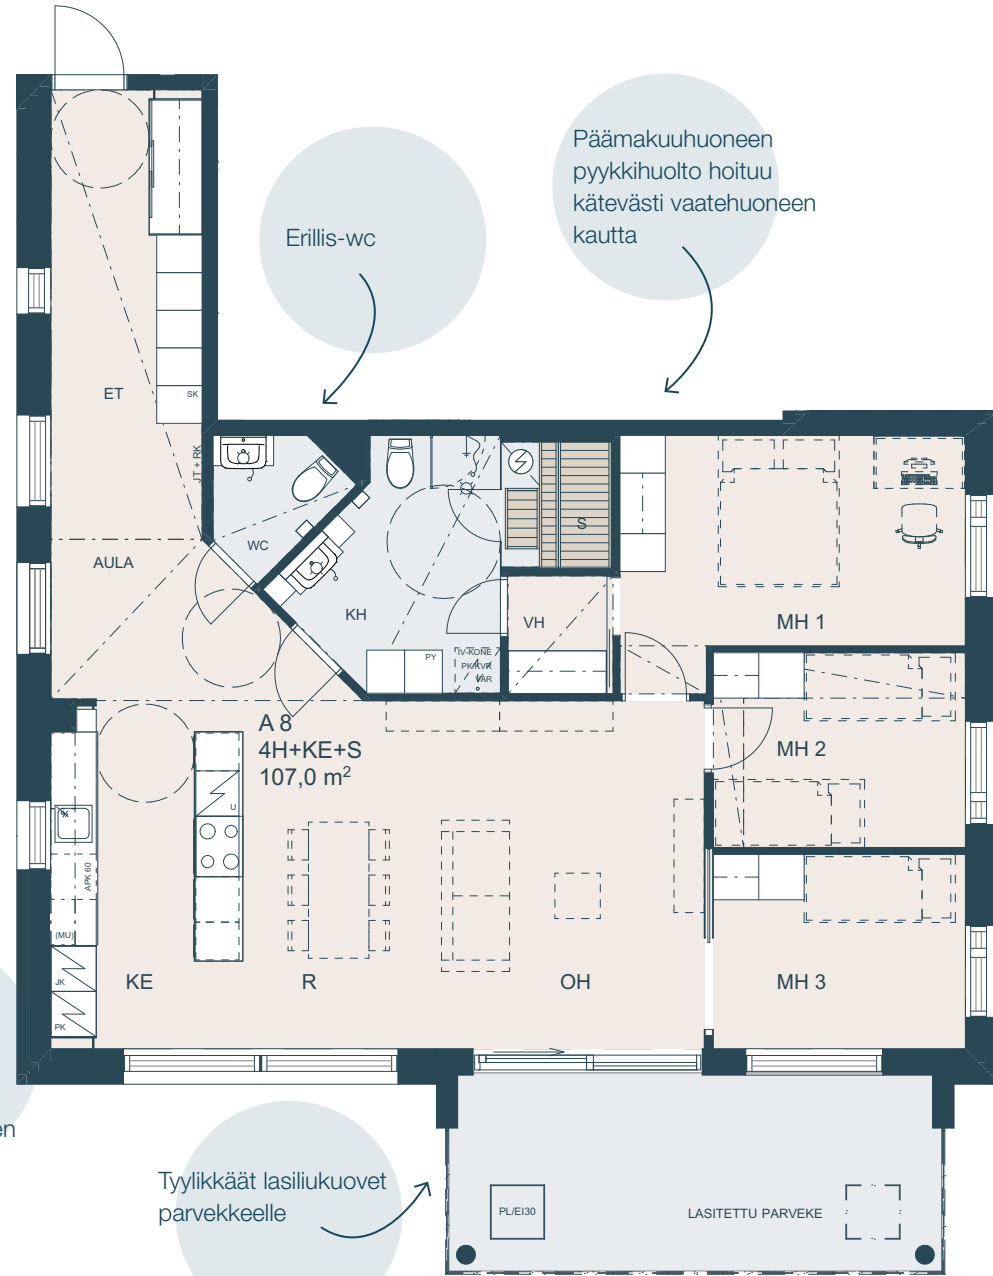 Päämakuuhuoneen
pyykkihuolto hoituu
kätevästi vaatehuoneen
kautta
Erillis-wc
ET
SK
JT + RK
AULA
WC
KH
S
VH
PY
IV-KONE
PK/KVR
VAR
MH 1
MH 2
MH 3
A 8
4H+KE+S
107,0 m²
U
APK 60
(MU)
JK
PK
KE
R
OH
en
Tyylikkäät lasiliukuovet
parvekkeelle
PL/EI30
LASITETTU PARVEKE